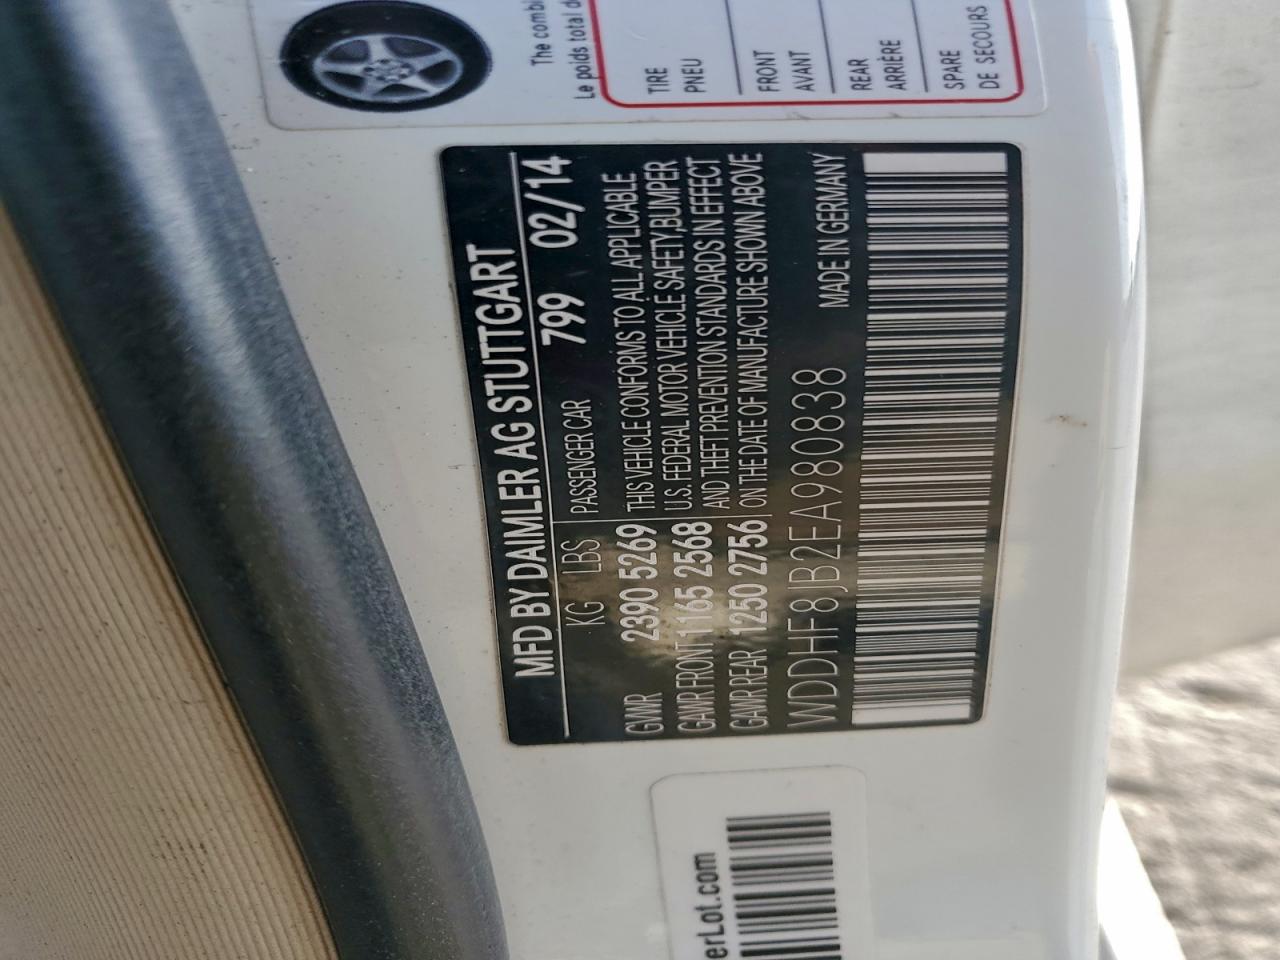 The combi
Le poids total d
TIRE
PNEU
FRONT
AVANT
REAR
ARRIÈRE
SPARE
DE SECOURS
MFD BY DAIMLER AG STUTTGART
799 02/14
KG LBS PASSENGER CAR
GVWR 2390 5269
GAWR FRONT 1165 2568
GAWR REAR 1250 2756
THIS VEHICLE CONFORMS TO ALL APPLICABLE
U.S. FEDERAL MOTOR VEHICLE SAFETY,BUMPER
AND THEFT PREVENTION STANDARDS IN EFFECT
ON THE DATE OF MANUFACTURE SHOWN ABOVE
MADE IN GERMANY
WDDHF8JB2EA980838
erLot.com